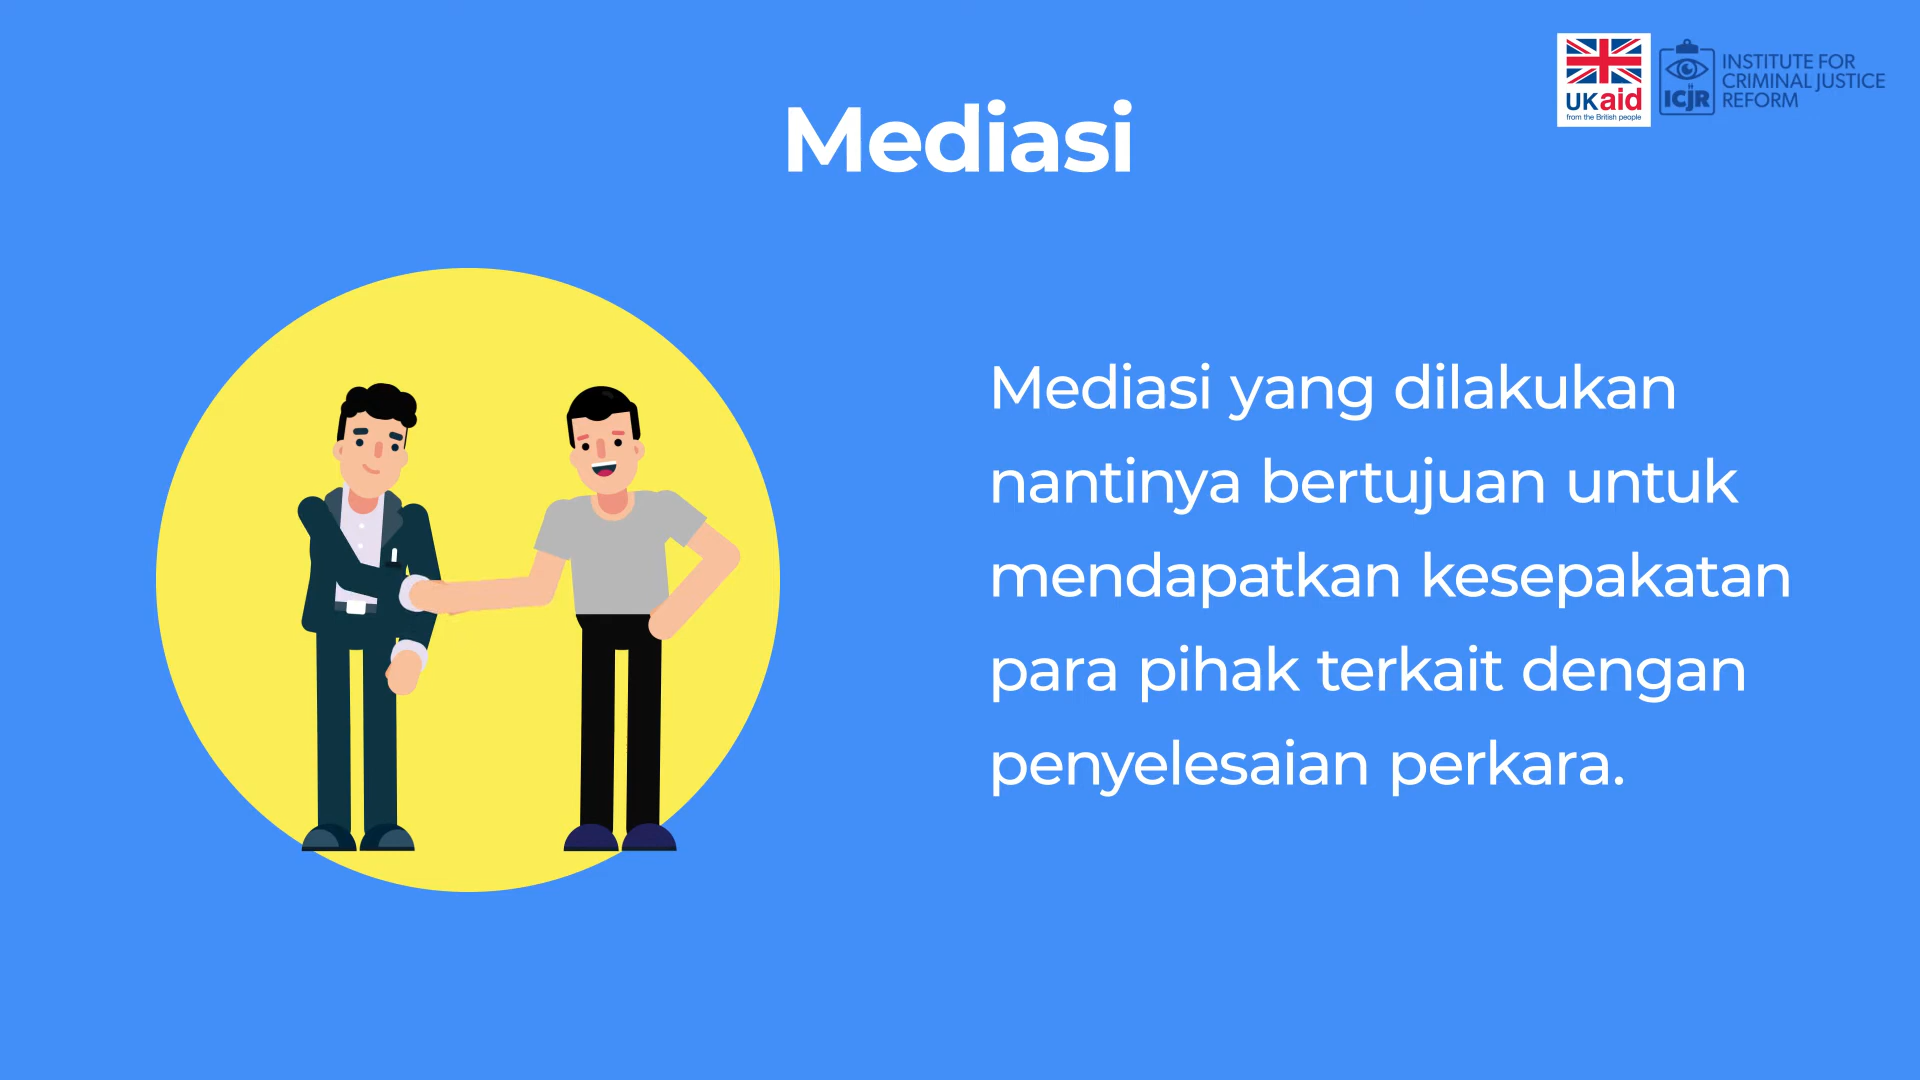 UKaid
from the British people
ICJR
INSTITUTE FOR
CRIMINAL JUSTICE
REFORM
Mediasi
Mediasi yang dilakukan
nantinya bertujuan untuk
mendapatkan kesepakatan
para pihak terkait dengan
penyelesaian perkara.